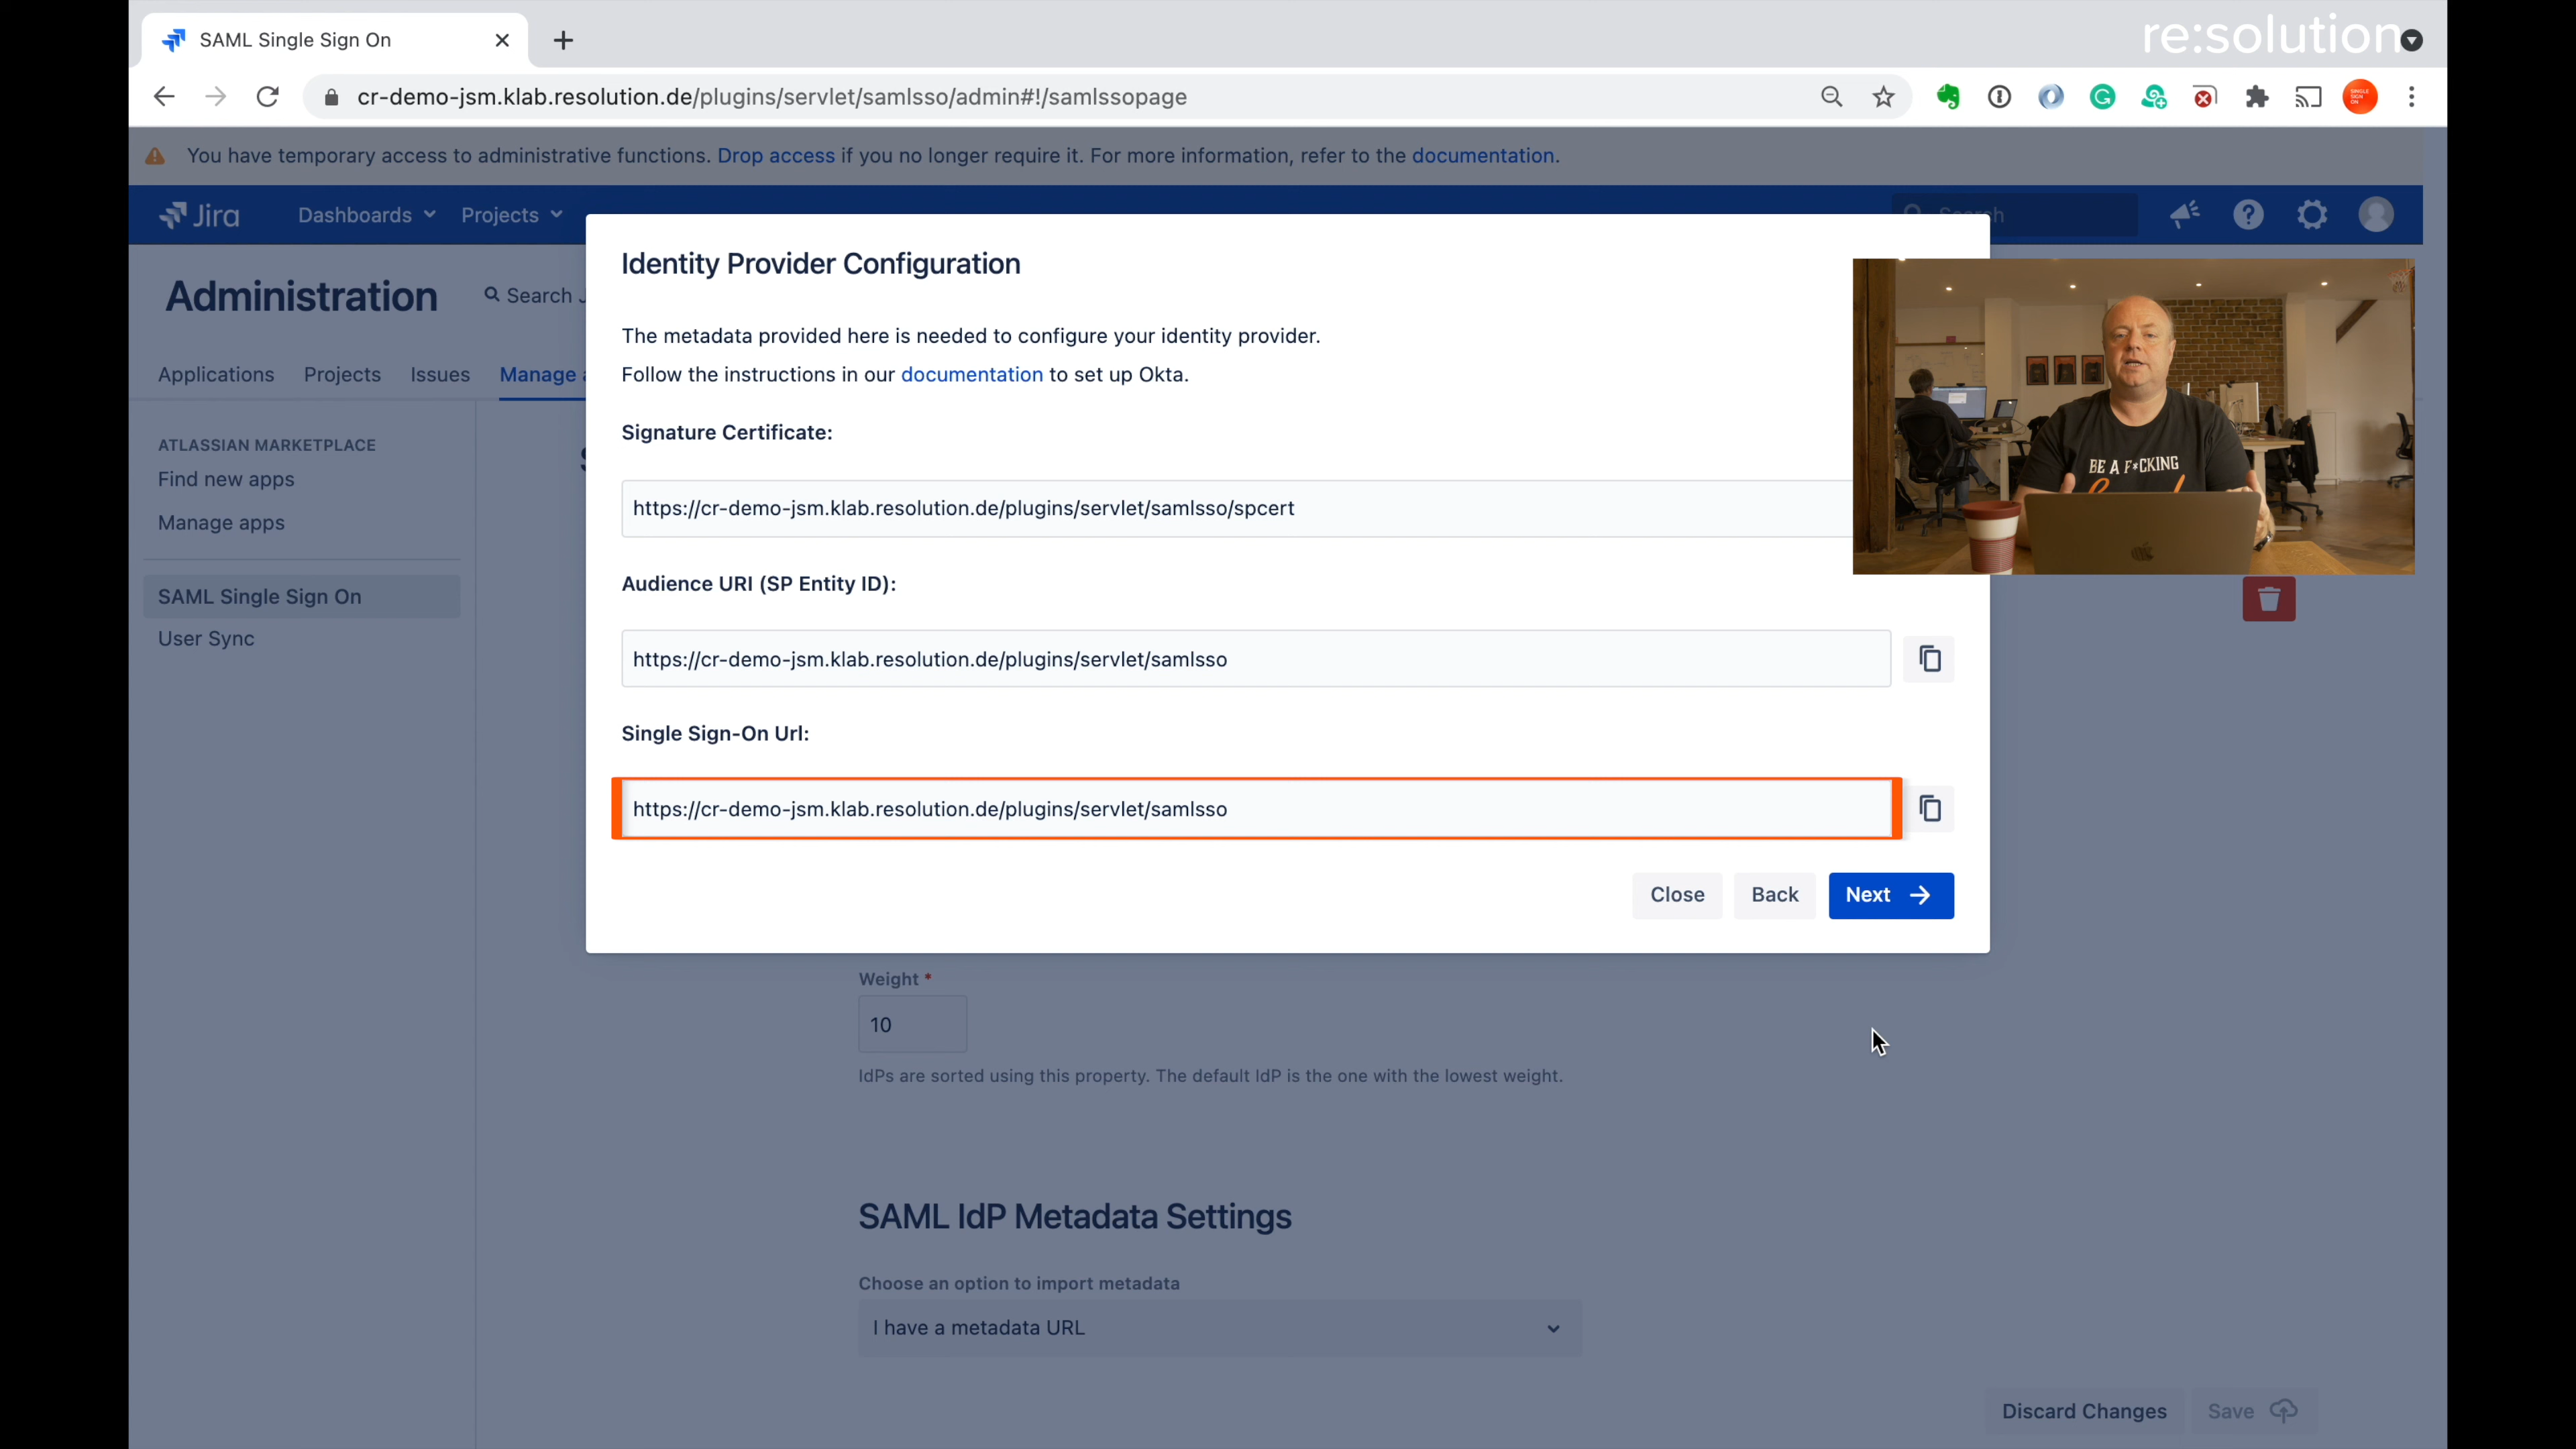 SAML Single Sign On
re:solution
cr-demo-jsm.klab.resolution.de/plugins/servlet/samlsso/admin#!/samlssopage
You have temporary access to administrative functions. Drop access if you no longer require it. For more information, refer to the documentation.
Jira
Dashboards
Projects
Search
Administration
Search
Applications
Projects
Issues
Manage
ATLASSIAN MARKETPLACE
Find new apps
Manage apps
SAML Single Sign On
User Sync
Identity Provider Configuration
The metadata provided here is needed to configure your identity provider.
Follow the instructions in our documentation to set up Okta.
Signature Certificate:
https://cr-demo-jsm.klab.resolution.de/plugins/servlet/samlsso/spcert
Audience URI (SP Entity ID):
https://cr-demo-jsm.klab.resolution.de/plugins/servlet/samlsso
Single Sign-On Url:
https://cr-demo-jsm.klab.resolution.de/plugins/servlet/samlsso
Close
Back
Next
BE A F*CKING
Weight *
10
IdPs are sorted using this property. The default IdP is the one with the lowest weight.
SAML IdP Metadata Settings
Choose an option to import metadata
I have a metadata URL
Discard Changes
Save